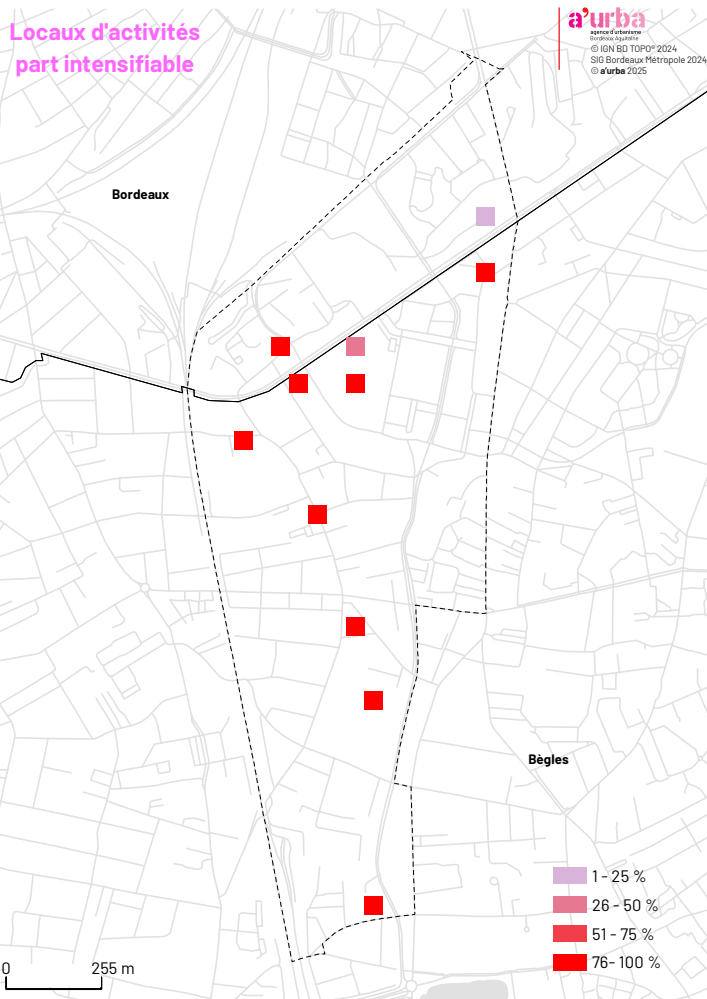 Locaux d'activités
part intensifiable
a'urba
agence d'urbanisme
Bordeaux Aquitaine
© IGN BD TOPO® 2024
SIG Bordeaux Métropole 2024
© a'urba 2025
Bordeaux
Bègles
1 - 25 %
26 - 50 %
51 - 75 %
76- 100 %
0 255 m